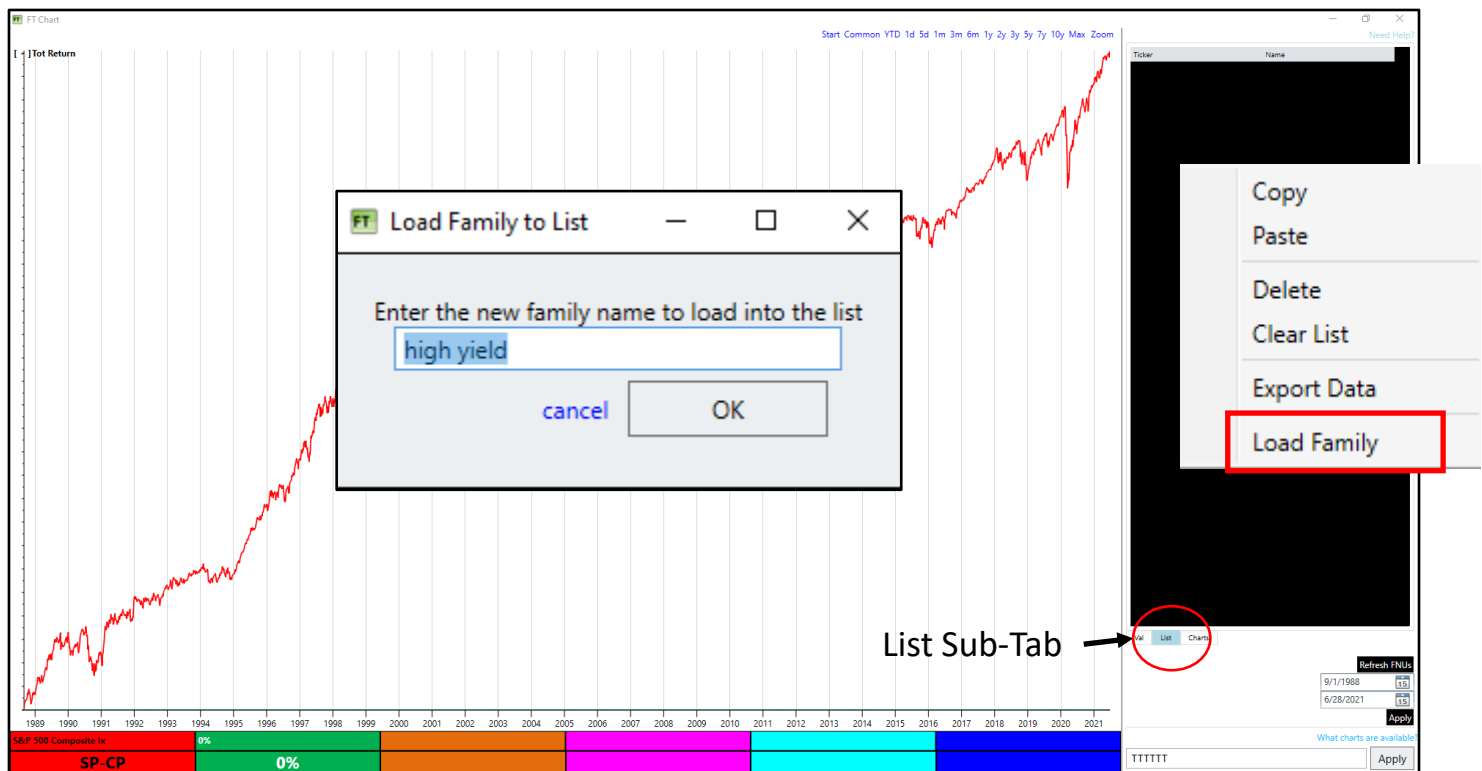 FT Chart
Start Common YTD 1d 5d 1m 3m 6m 1y 2y 3y 5y 7y 10y Max Zoom
Need Help?
[ - ]Tot Return
Ticker Name
Copy
Paste
Delete
Clear List
Export Data
Load Family
FT Load Family to List
Enter the new family name to load into the list
high yield
cancel OK
List Sub-Tab
Val List Charts
Refresh FNUs
9/1/1988 15
6/28/2021 15
Apply
1989 1990 1991 1992 1993 1994 1995 1996 1997 1998 1999 2000 2001 2002 2003 2004 2005 2006 2007 2008 2009 2010 2011 2012 2013 2014 2015 2016 2017 2018 2019 2020 2021
What charts are available?
S&P 500 Composite Ix 0%
SP-CP 0%
TTTTTT Apply